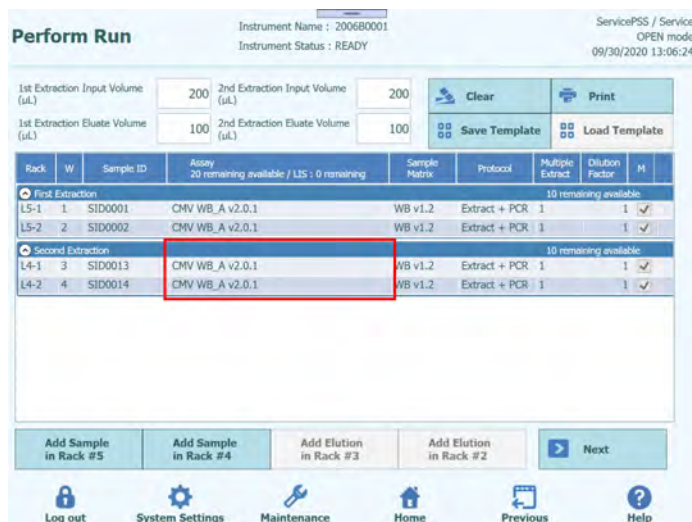 Perform Run
Instrument Name : 2006B0001
Instrument Status : READY
ServicePSS / Service
OPEN mode
09/30/2020 13:06:24
1st Extraction Input Volume (μL) 200 2nd Extraction Input Volume (μL) 200 Clear Print
1st Extraction Eluate Volume (μL) 100 2nd Extraction Eluate Volume (μL) 100 Save Template Load Template
Rack W Sample ID Assay 20 remaining available / LIS : 0 remaining Sample Matrix Protocol Multiple Extract Dilution Factor M
First Extraction 10 remaining available
L5-1 1 SID0001 CMV WB_A v2.0.1 WB v1.2 Extract + PCR 1 1
L5-2 2 SID0002 CMV WB_A v2.0.1 WB v1.2 Extract + PCR 1 1
Second Extraction 10 remaining available
L4-1 3 SID0013 CMV WB_A v2.0.1 WB v1.2 Extract + PCR 1 1
L4-2 4 SID0014 CMV WB_A v2.0.1 WB v1.2 Extract + PCR 1 1
Add Sample in Rack #5 Add Sample in Rack #4 Add Elution in Rack #3 Add Elution in Rack #2 Next
Log out System Settings Maintenance Home Previous Help